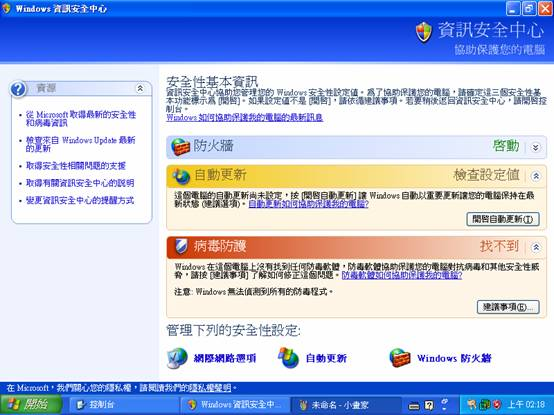 Windows 資訊安全中心
資訊安全中心
協助保護您的電腦
資源
從 Microsoft 取得最新的安全性
和病毒資訊
檢查來自 Windows Update 最新
的更新
取得安全性相關問題的支援
取得有關資訊安全中心的說明
變更資訊安全中心的提醒方式
安全性基本資訊
資訊安全中心協助您管理您的 Windows 安全性設定值。為了協助保護您的電腦，請確定這三個安全性基
本功能標示為 [開啓]。如果設定值不是 [開啓]，請依循建議事項。若要稍後返回資訊安全中心，請開啓控
制台。
Windows 如何協助保護我的電腦的最新訊息
防火牆 啓動
自動更新 檢查設定値
這個電腦的自動更新尚未設定，按 [開啓自動更新] 讓 Windows 自動以重要更新讓您的電腦保持在最
新狀態 (建議選項)。自動更新如何協助保護我的電腦?
開啓自動更新(T)
病毒防護 找不到
Windows 在這個電腦上沒有找到任何防毒軟體，防毒軟體協助保護您的電腦對抗病毒和其他安全性威
脅，請按 [建議事項] 了解如何修正這個問題。防毒軟體如何協助保護我的電腦?
注意: Windows 無法偵測到所有的防毒程式。
建議事項(E)...
管理下列的安全性設定:
網際網路選項 自動更新 Windows 防火牆
在 Microsoft，我們關心您的隱私權，請閱讀我們的隱私權聲明。
開始 控制台 Windows 資訊安全中... 未命名 - 小畫家 上午 02:18